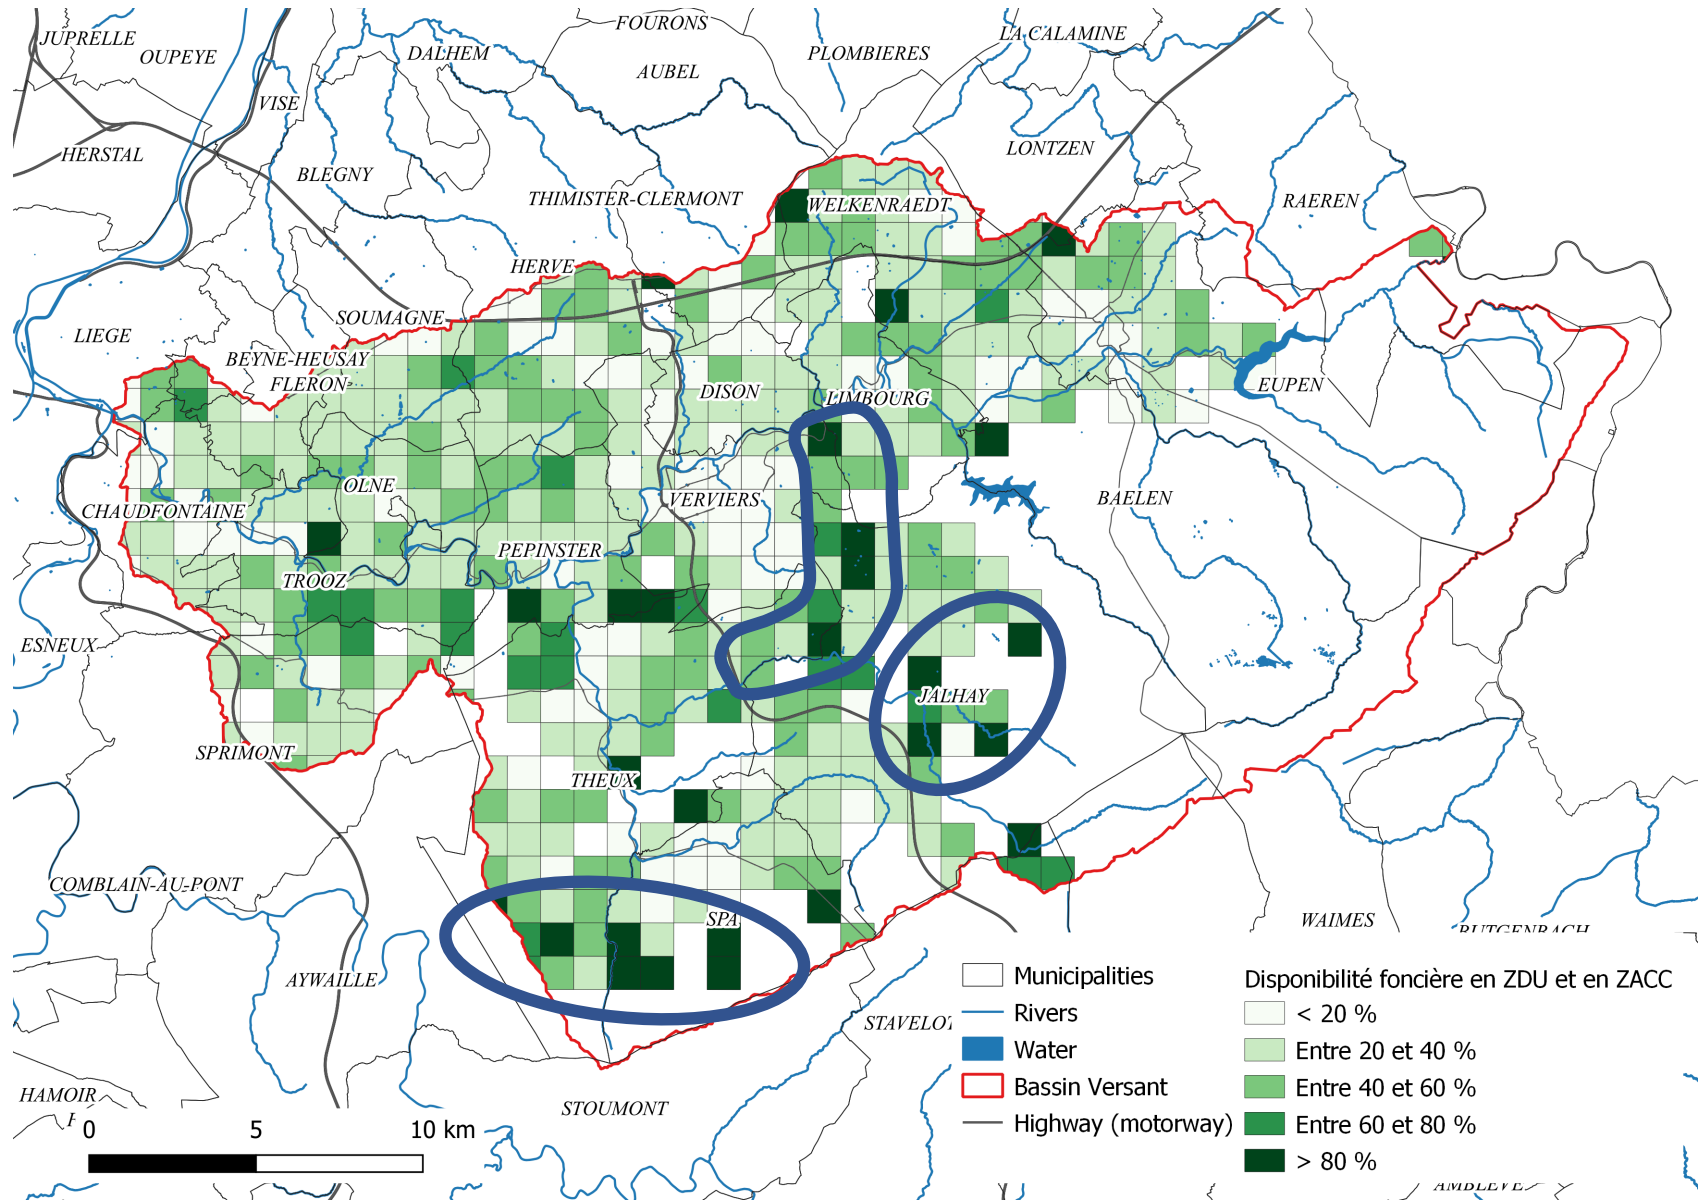 FOURONS
JUPRELLE
LA CALAMINE
OUPEYE
DALHEM
PLOMBIERES
AUBEL
VISE
HERSTAL
LONTZEN
BLEGNY
THIMISTER-CLERMONT
WELKENRAEDT
RAEREN
HERVE
SOUMAGNE
LIEGE
BEYNE-HEUSAY
FLERON
DISON
LIMBOURG
EUPEN
OLNE
VERVIERS
BAELEN
CHAUDFONTAINE
PEPINSTER
TROOZ
ESNEUX
JALHAY
SPRIMONT
THEUX
COMBLAIN-AU-PONT
SPA
WAIMES
BUTGENBACH
AYWAILLE
STAVELOT
HAMOIR
STOUMONT
AMBLEVE
0 5 10 km
Municipalities
Rivers
Water
Bassin Versant
Highway (motorway)
Disponibilité foncière en ZDU et en ZACC
< 20 %
Entre 20 et 40 %
Entre 40 et 60 %
Entre 60 et 80 %
> 80 %